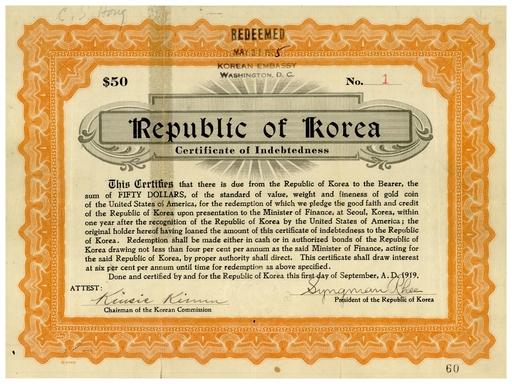 C. S. Hong
REDEEMED
KOREAN EMBASSY
WASHINGTON, D. C.
$50
No. 1
Republic of Korea
Certificate of Indebtedness
This Certifies that there is due from the Republic of Korea to the Bearer, the
sum of FIFTY DOLLARS, of the standard of value, weight and fineness of gold coin
of the United States of America, for the redemption of which we pledge the good faith and credit
of the Republic of Korea upon presentation to the Minister of Finance, at Seoul, Korea, within
one year after the recognition of the Republic of Korea by the United States of America; the
original holder hereof having loaned the amount of this certificate of indebtedness to the Republic
of Korea. Redemption shall be made either in cash or in authorized bonds of the Republic of
Korea drawing not less than four per cent per annum as the said Minister of Finance, acting for
the said Republic of Korea, by proper authority shall direct. This certificate shall draw interest
at six per cent per annum until time for redemption as above specified.
Done and certified by and for the Republic of Korea this first day of September, A. D. 1919.
ATTEST:
Kiusic Kimm
Syngman Rhee
Chairman of the Korean Commission
President of the Republic of Korea
60